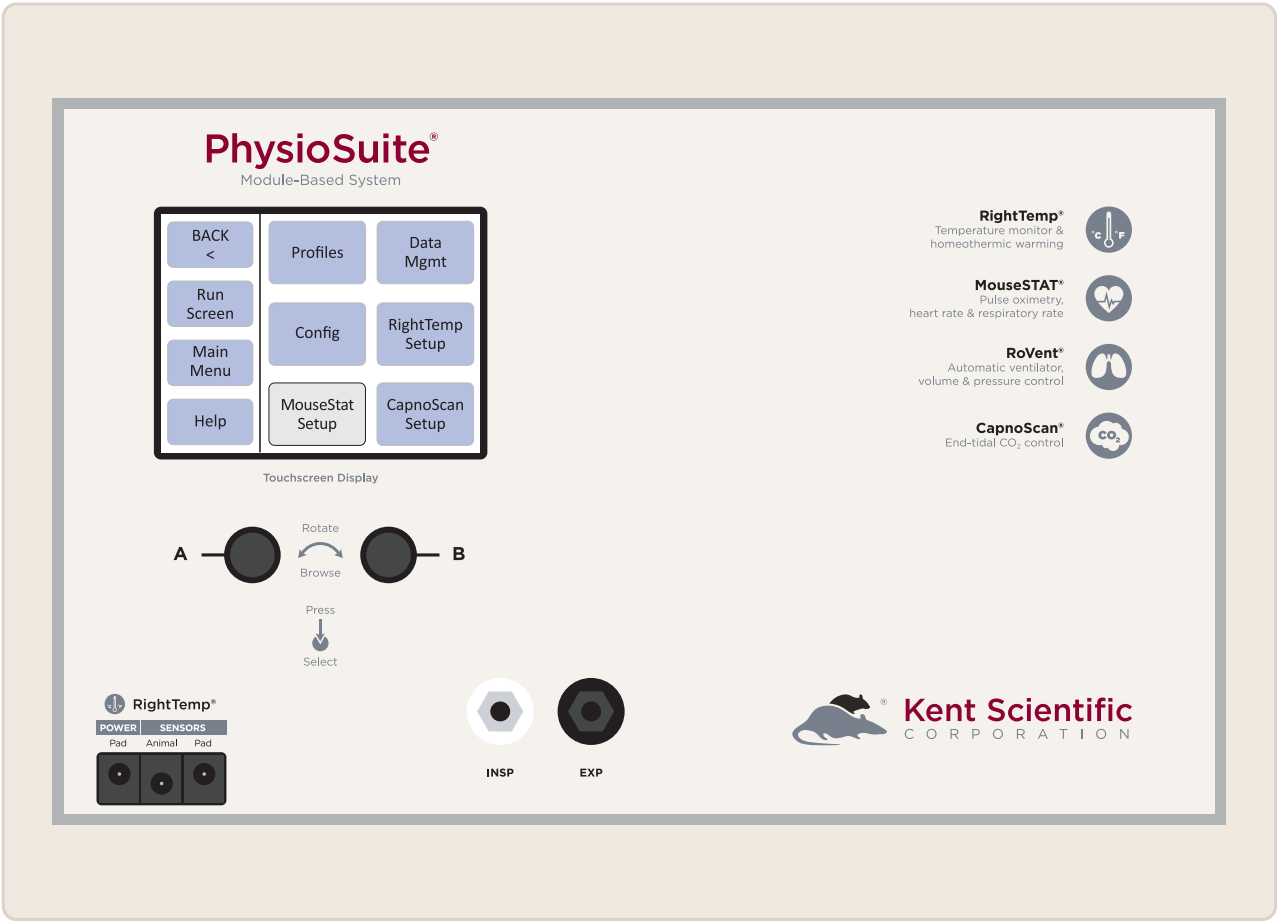 PhysioSuite®
Module-Based System
BACK
<
Run
Screen
Main
Menu
Help
Profiles
Data
Mgmt
Config
RightTemp
Setup
MouseStat
Setup
CapnoScan
Setup
Touchscreen Display
RightTemp®
Temperature monitor &
homeothermic warming
°C °F
MouseSTAT®
Pulse oximetry,
heart rate & respiratory rate
RoVent®
Automatic ventilator,
volume & pressure control
CapnoScan®
End-tidal CO₂ control
CO₂
A
Rotate
Browse
B
Press
Select
°C °F
RightTemp®
POWER SENSORS
Pad Animal Pad
INSP
EXP
®
Kent Scientific
CORPORATION